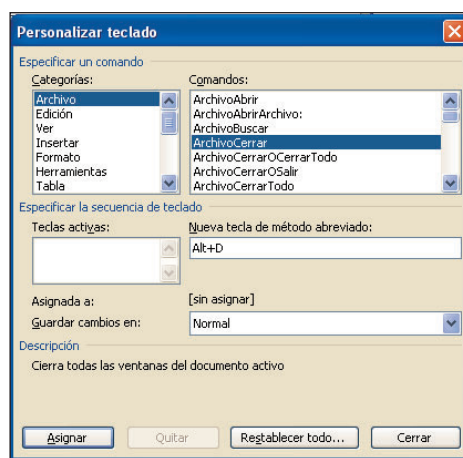 Personalizar teclado
Especificar un comando
Categorías:
Comandos:
Archivo
Edición
Ver
Insertar
Formato
Herramientas
Tabla
ArchivoAbrir
ArchivoAbrirArchivo:
ArchivoBuscar
ArchivoCerrar
ArchivoCerrarOCerrarTodo
ArchivoCerrarOSalir
ArchivoCerrarTodo
Especificar la secuencia de teclado
Teclas activas:
Nueva tecla de método abreviado:
Alt+D
Asignada a:
[sin asignar]
Guardar cambios en:
Normal
Descripción
Cierra todas las ventanas del documento activo
Asignar
Quitar
Restablecer todo...
Cerrar